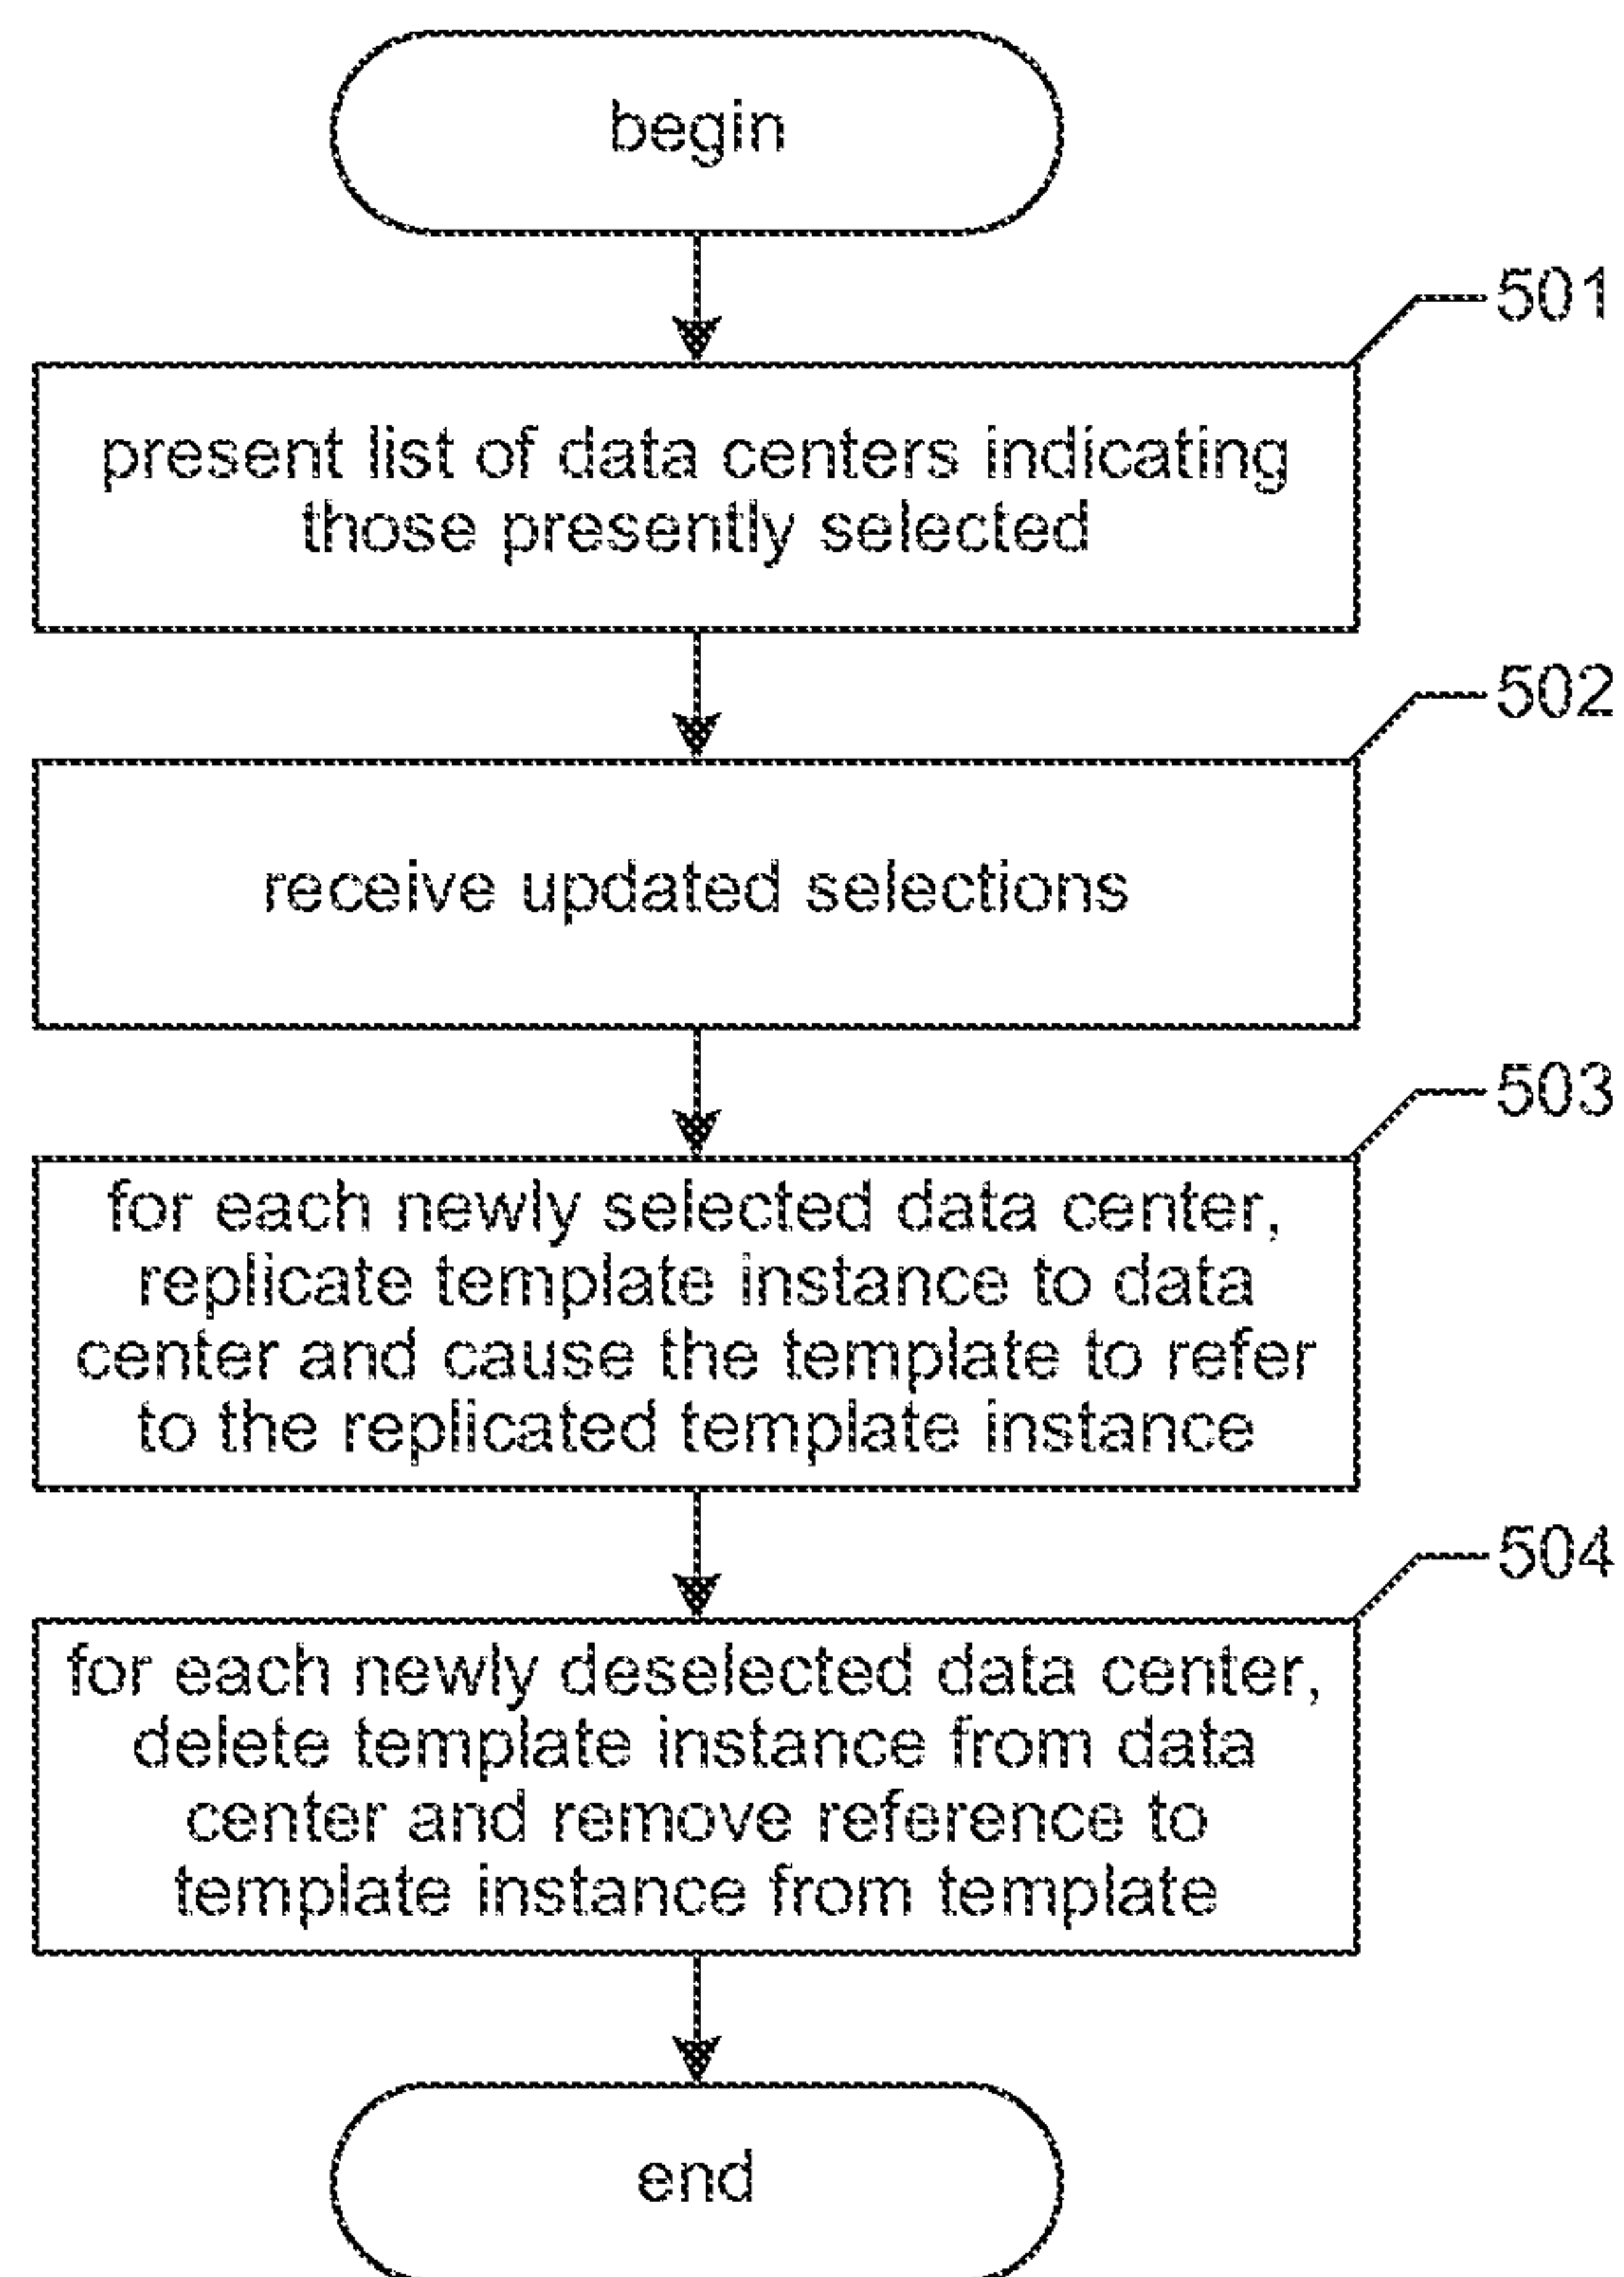 begin
501
present list of data centers indicating
those presently selected
502
receive updated selections
503
for each newly selected data center,
replicate template instance to data
center and cause the template to refer
to the replicated template instance
504
for each newly deselected data center,
delete template instance from data
center and remove reference to
template instance from template
end